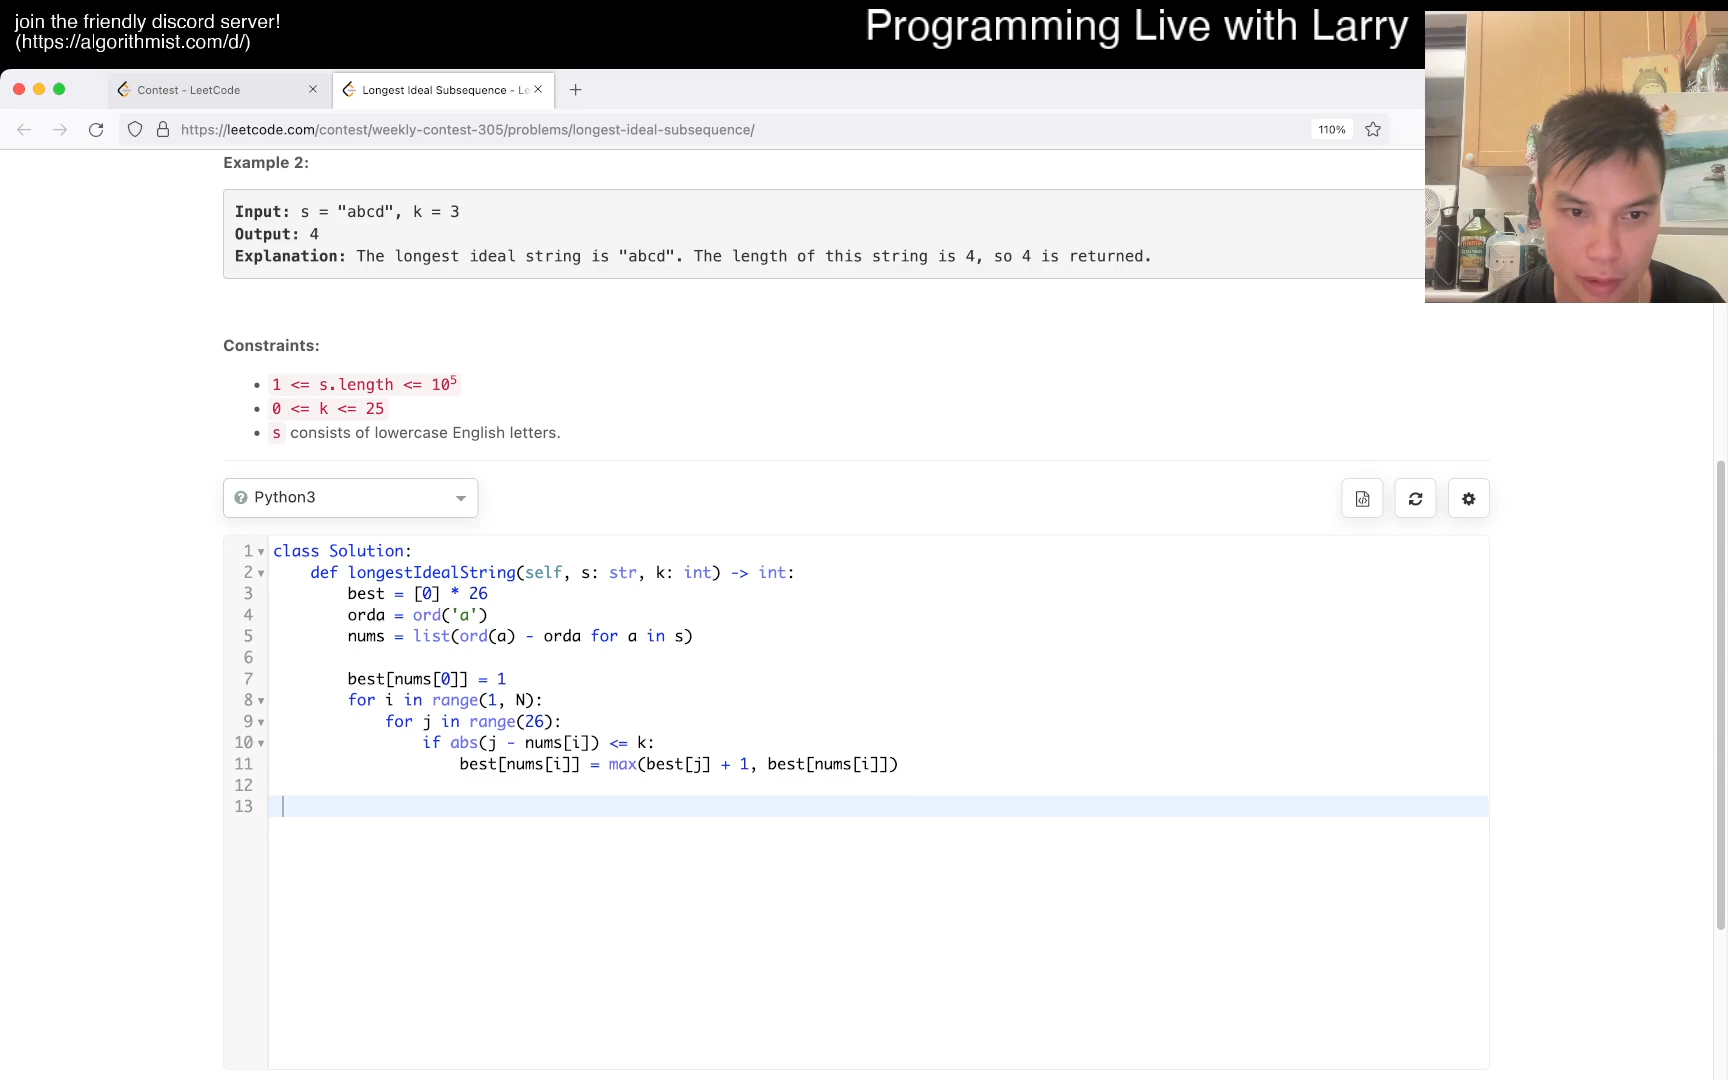 join the friendly discord server!
(https://algorithmist.com/d/)
Programming Live with Larry
Contest - LeetCode
Longest Ideal Subsequence - Le
https://leetcode.com/contest/weekly-contest-305/problems/longest-ideal-subsequence/
110%
Example 2:
Input: s = "abcd", k = 3
Output: 4
Explanation: The longest ideal string is "abcd". The length of this string is 4, so 4 is returned.
Constraints:
• 1 <= s.length <= 10^5
• 0 <= k <= 25
• s consists of lowercase English letters.
Python3
1 class Solution:
2     def longestIdealString(self, s: str, k: int) -> int:
3         best = [0] * 26
4         orda = ord('a')
5         nums = list(ord(a) - orda for a in s)
6
7         best[nums[0]] = 1
8         for i in range(1, N):
9             for j in range(26):
10                 if abs(j - nums[i]) <= k:
11                     best[nums[i]] = max(best[j] + 1, best[nums[i]])
12
13